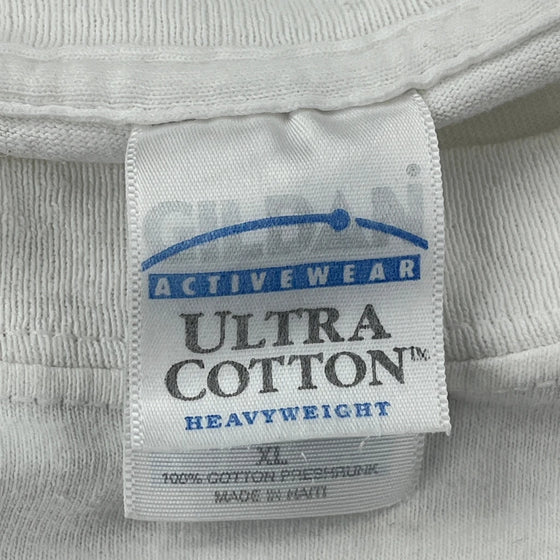 GILDAN®
ACTIVEWEAR
ULTRA
COTTON™
HEAVYWEIGHT
XL
100% COTTON PRESHRUNK
MADE IN HAITI